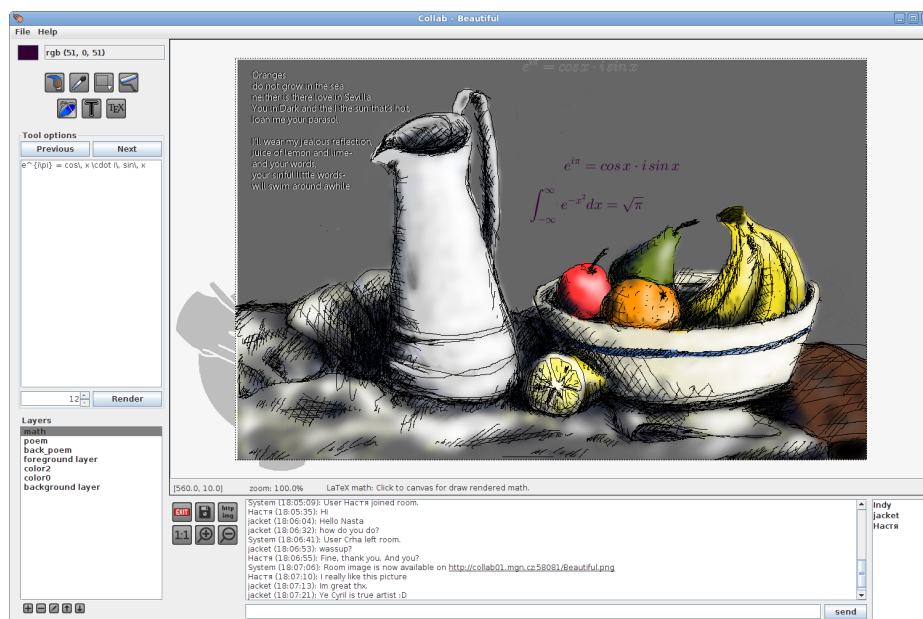 Collab - Beautiful
File Help
rgb (51, 0, 51)
T
TEX
Tool options
Previous Next
e^{i\pi} = cos\, x \cdot i\, sin\, x
12
Render
Layers
math
poem
back_poem
foreground layer
color2
color0
background layer
Oranges
do not grow in the sea
neither is there love in Sevilla
You in Dark and the I the sun that's hot,
loan me your parasol.
I'll wear my jealous reflection,
juice of lemon and lime-
and your words,
your sinful little words-
will swim around awhile
= cos x · i sin x
e^{iπ} = cos x · i sin x
∫_{-∞}^{∞} e^{-x²} dx = √π
[560.0, 10.0] zoom: 100.0% LaTeX math: Click to canvas for draw rendered math.
EXIT
http
img
1:1
System (18:05:09): User Настя joined room.
Настя (18:05:35): Hi
jacket (18:06:04): Hello Nasta
jacket (18:06:32): how do you do?
System (18:06:41): User Crha left room.
jacket (18:06:53): wassup?
Настя (18:06:55): Fine, thank you. And you?
System (18:07:06): Room image is now available on http://collab01.mgn.cz:58081/Beautiful.png
Настя (18:07:10): I really like this picture
jacket (18:07:13): Im great thx.
jacket (18:07:21): Ye Cyril is true artist :D
send
Indy
jacket
Настя